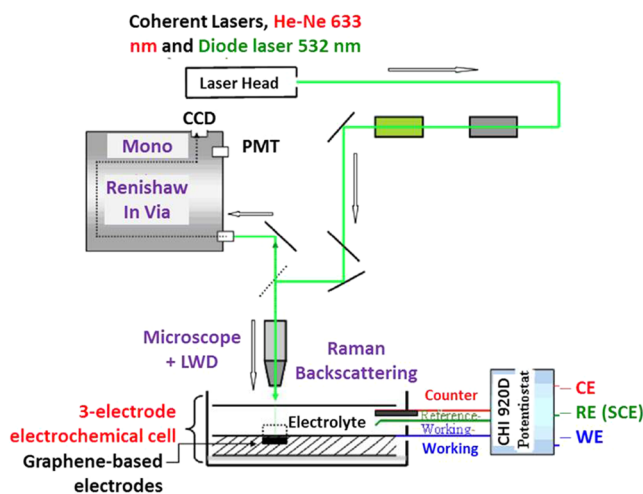 Coherent Lasers, He-Ne 633
nm and Diode laser 532 nm
Laser Head
CCD
Mono
PMT
Renishaw
In Via
Microscope
+ LWD
Raman
Backscattering
3-electrode
electrochemical cell
Graphene-based
electrodes
Electrolyte
Counter
Reference-
Working-
Working
CHI 920D
Potentiostat
CE
RE (SCE)
WE